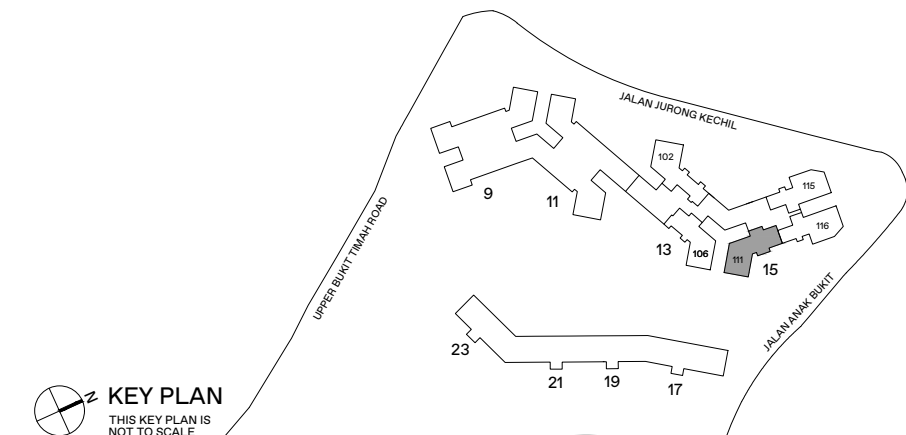 JALAN JURONG KECHIL
102
115
116
9
11
13
106
111
15
UPPER BUKIT TIMAH ROAD
JALAN ANAK BUKIT
23
21
19
17
N
KEY PLAN
THIS KEY PLAN IS
NOT TO SCALE